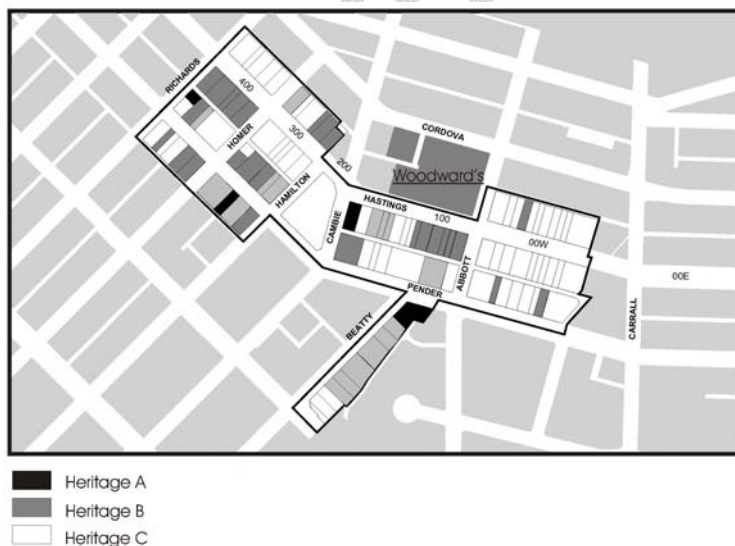 RICHARDS
400
HOMER
300
HAMILTON
200
CORDOVA
Woodward's
HASTINGS
100
CAMBIE
00W
ABBOTT
00E
PENDER
BEATTY
CARRALL
Heritage A
Heritage B
Heritage C